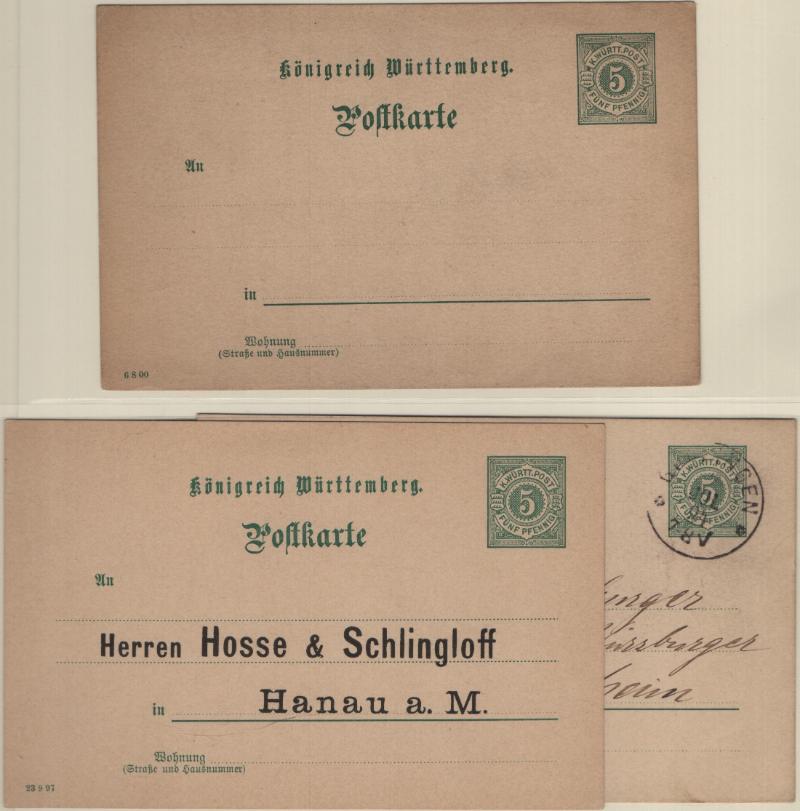 Königreich Württemberg.
K.WÜRTT.POST
5
FÜNF PFENNIG
Postkarte
An
in
Wohnung
(Straße und Hausnummer)
6 8 00
Königreich Württemberg.
K.WÜRTT.POST
5
FÜNF PFENNIG
Postkarte
An
Herren Hosse & Schlingloff
in Hanau a. M.
Wohnung
(Straße und Hausnummer)
23 9 97
K.WÜRTT.POST
5
FÜNF PFENNIG